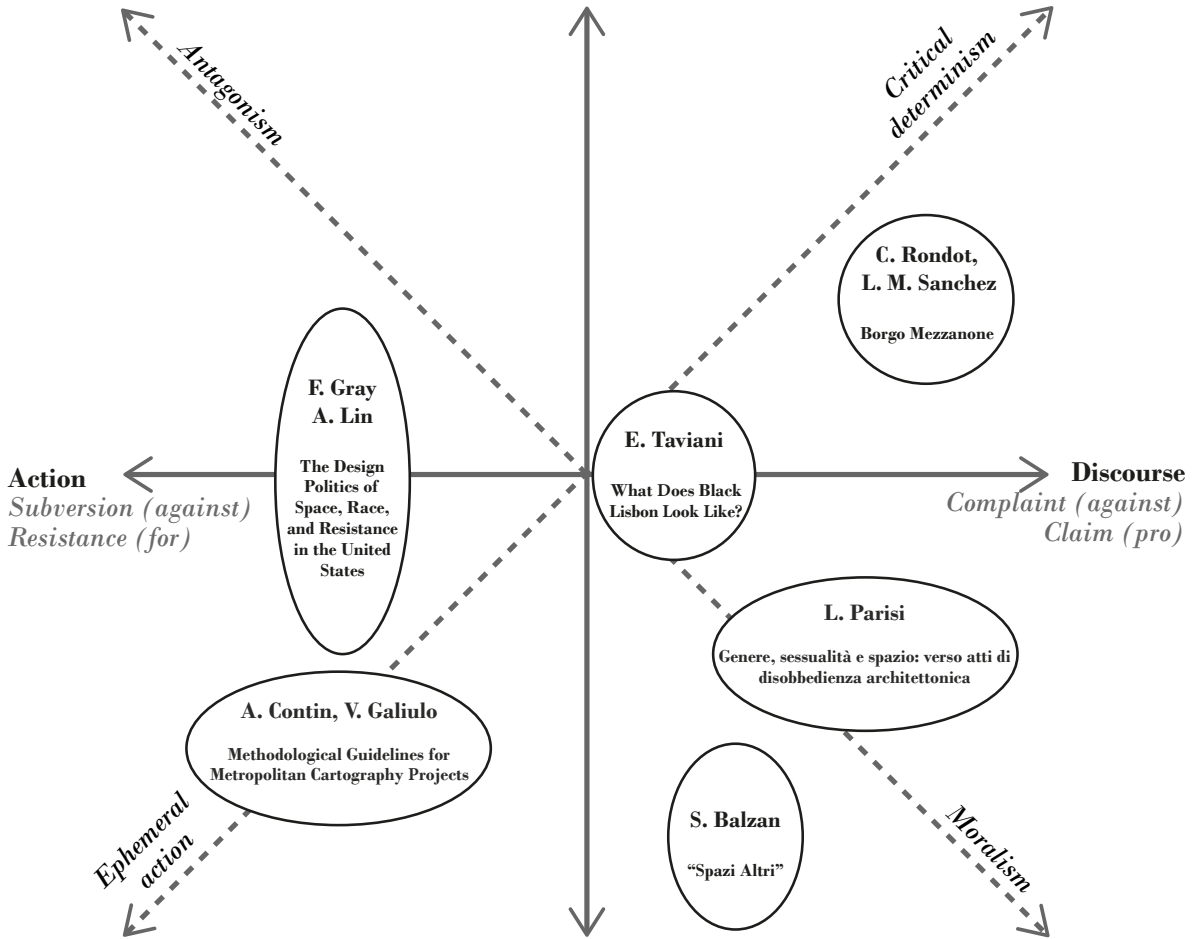 Antagonism
Critical
determinism
C. Rondot,
L. M. Sanchez
Borgo Mezzanone
F. Gray
A. Lin
The Design
Politics of
Space, Race,
and Resistance
in the United
States
E. Taviani
What Does Black
Lisbon Look Like?
Action
Subversion (against)
Resistance (for)
Discourse
Complaint (against)
Claim (pro)
L. Parisi
Genere, sessualità e spazio: verso atti di
disobbedienza architettonica
A. Contin, V. Galiulo
Methodological Guidelines for
Metropolitan Cartography Projects
S. Balzan
“Spazi Altri”
Ephemeral
action
Moralism